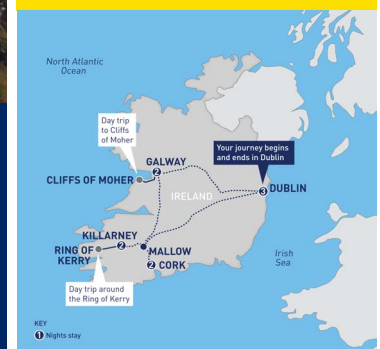 North Atlantic
Ocean
Day trip
to Cliffs
of Moher
Your journey begins
and ends in Dublin
GALWAY
2
CLIFFS OF MOHER
3 DUBLIN
IRELAND
KILLARNEY
2
RING OF
KERRY
MALLOW
2 CORK
Irish
Sea
Day trip around
the Ring of Kerry
KEY
1 Nights stay